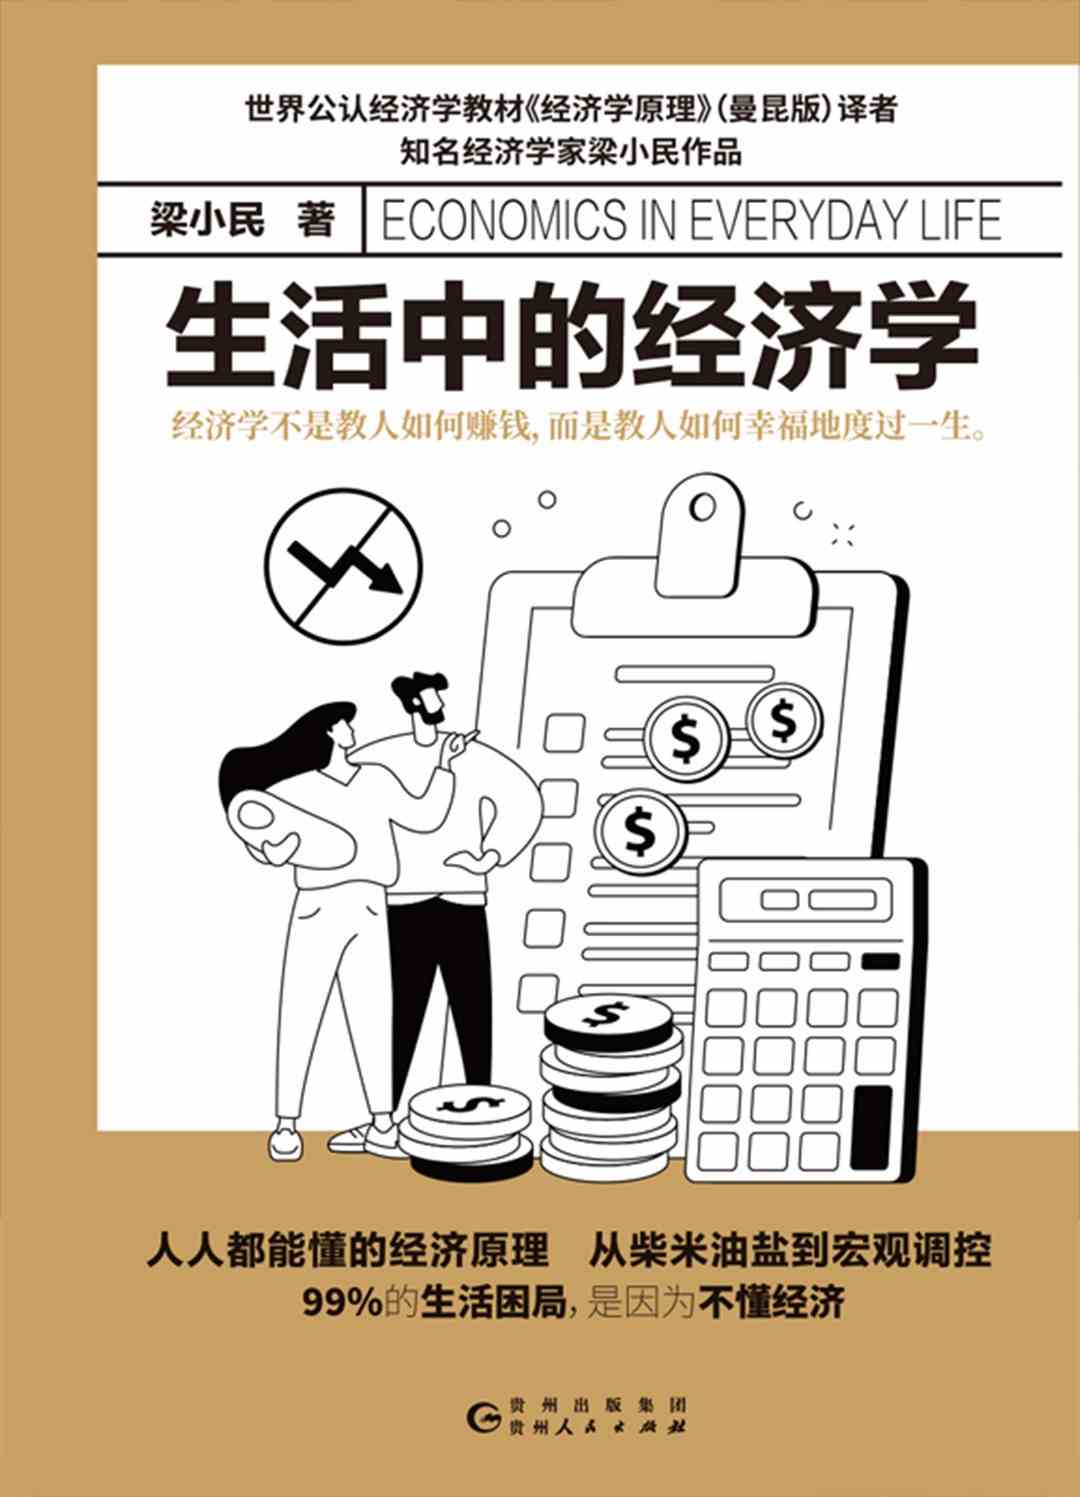 世界公认经济学教材《经济学原理》（曼昆版）译者
知名经济学家梁小民作品
梁小民 著
ECONOMICS IN EVERYDAY LIFE
生活中的经济学
经济学不是教人如何赚钱，而是教人如何幸福地度过一生。
$
$
$
$
$
人人都能懂的经济原理 从柴米油盐到宏观调控
99%的生活困局，是因为不懂经济
贵州出版集团
贵州人民出版社